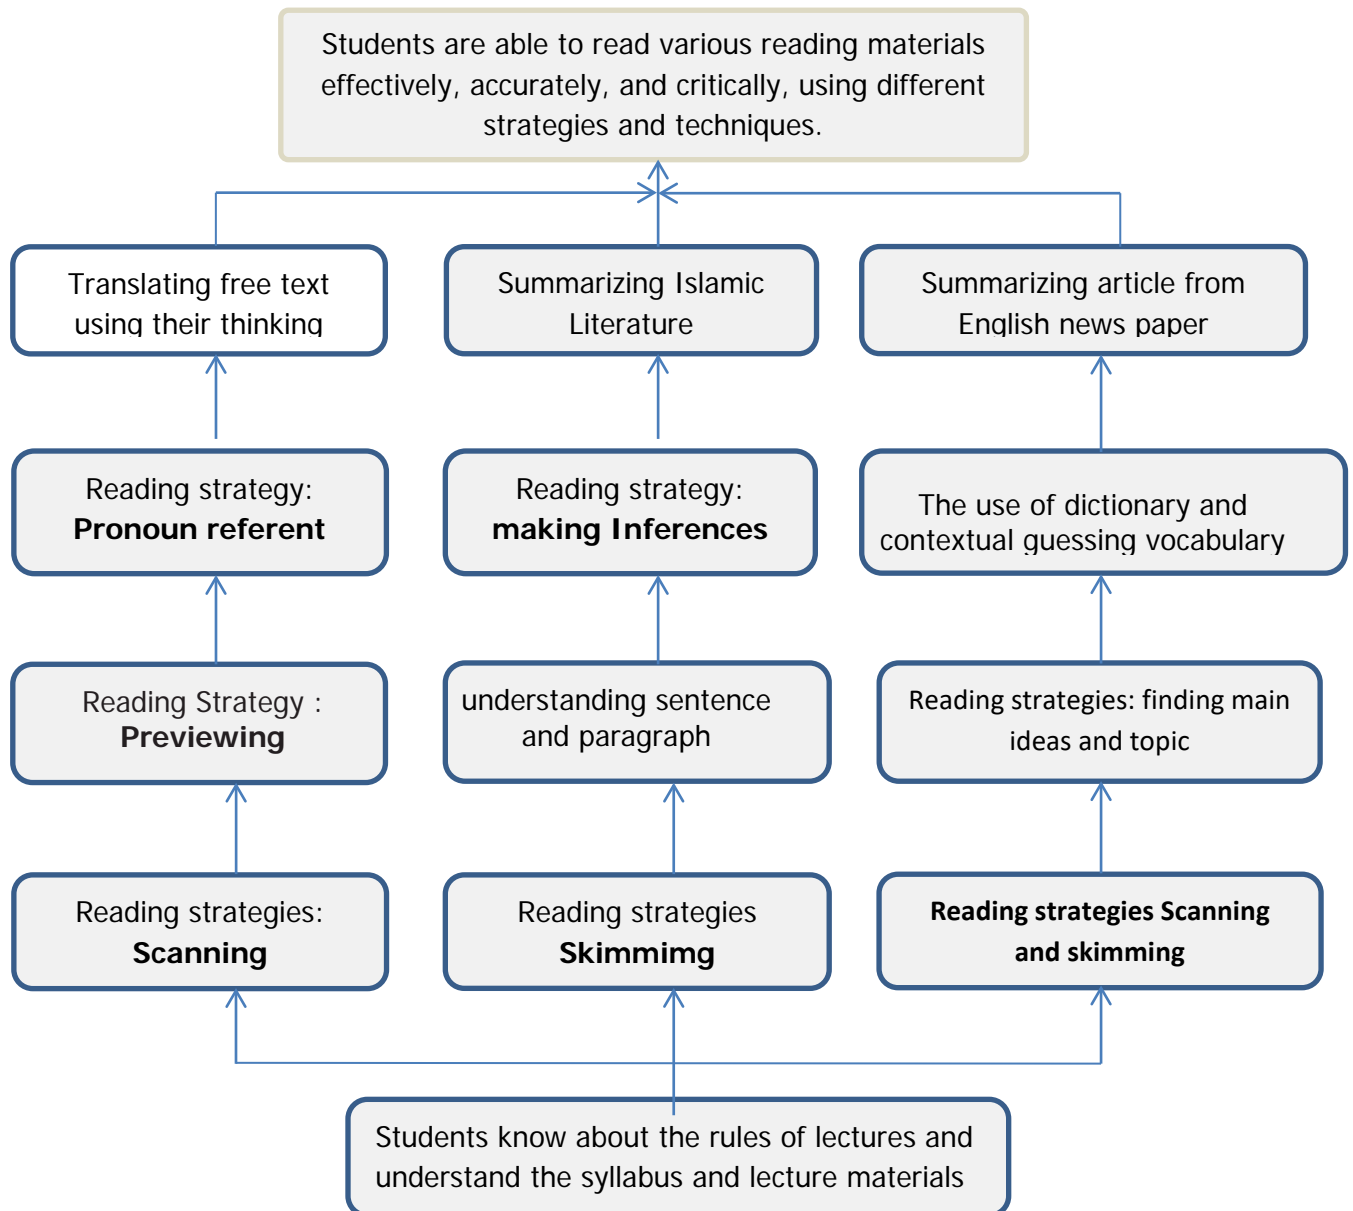 Students are able to read various reading materials
effectively, accurately, and critically, using different
strategies and techniques.
Translating free text
using their thinking
Summarizing Islamic
Literature
Summarizing article from
English news paper
Reading strategy:
Pronoun referent
Reading strategy:
making Inferences
The use of dictionary and
contextual guessing vocabulary
Reading Strategy :
Previewing
understanding sentence
and paragraph
Reading strategies: finding main
ideas and topic
Reading strategies:
Scanning
Reading strategies
Skimmimg
Reading strategies Scanning
and skimming
Students know about the rules of lectures and
understand the syllabus and lecture materials